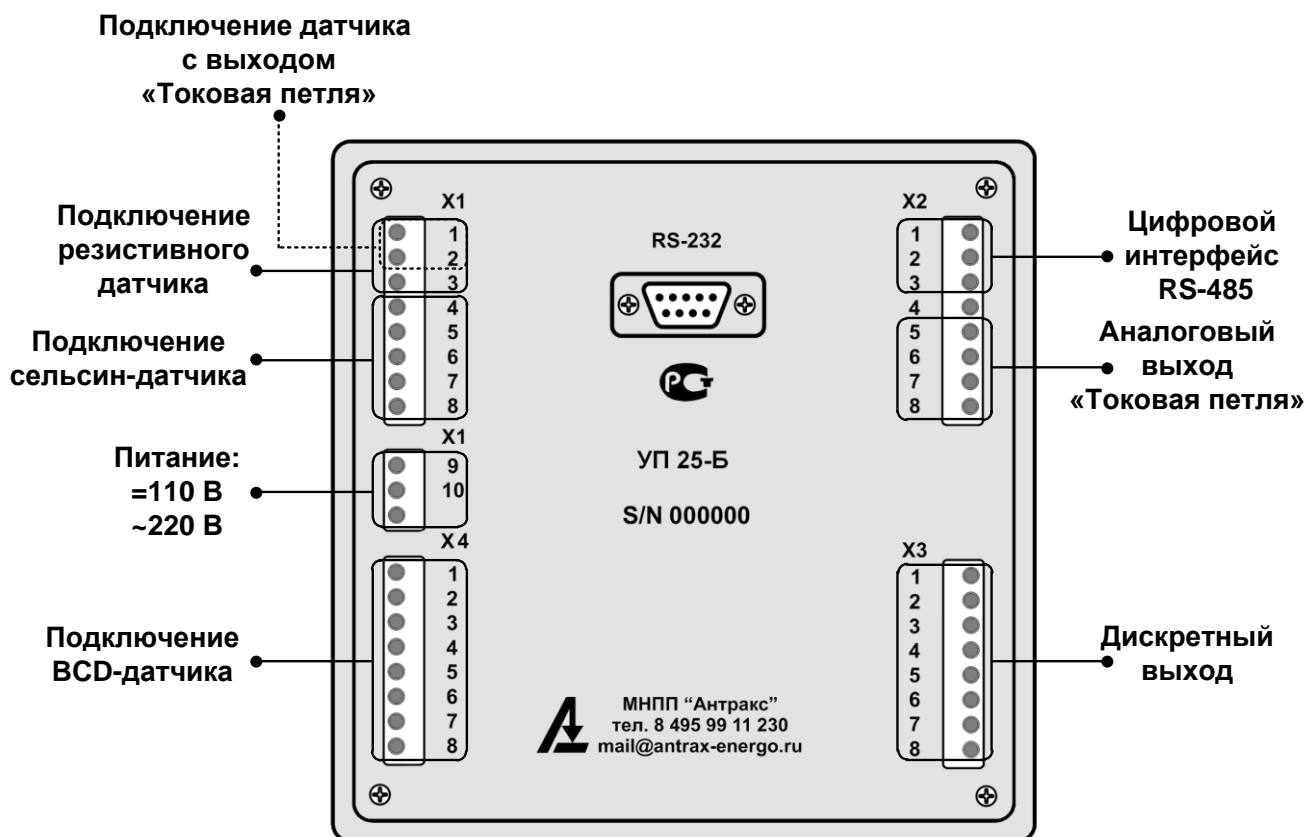 Подключение датчика
с выходом
«Токовая петля»
Подключение
резистивного
датчика
Подключение
сельсин-датчика
Питание:
=110 В
~220 В
Подключение
BCD-датчика
X1
1
2
3
4
5
6
7
8
X1
9
10
X4
1
2
3
4
5
6
7
8
RS-232
РСТ
УП 25-Б
S/N 000000
МНПП “Антракс”
тел. 8 495 99 11 230
mail@antrax-energo.ru
X2
1
2
3
4
5
6
7
8
X3
1
2
3
4
5
6
7
8
Цифровой
интерфейс
RS-485
Аналоговый
выход
«Токовая петля»
Дискретный
выход